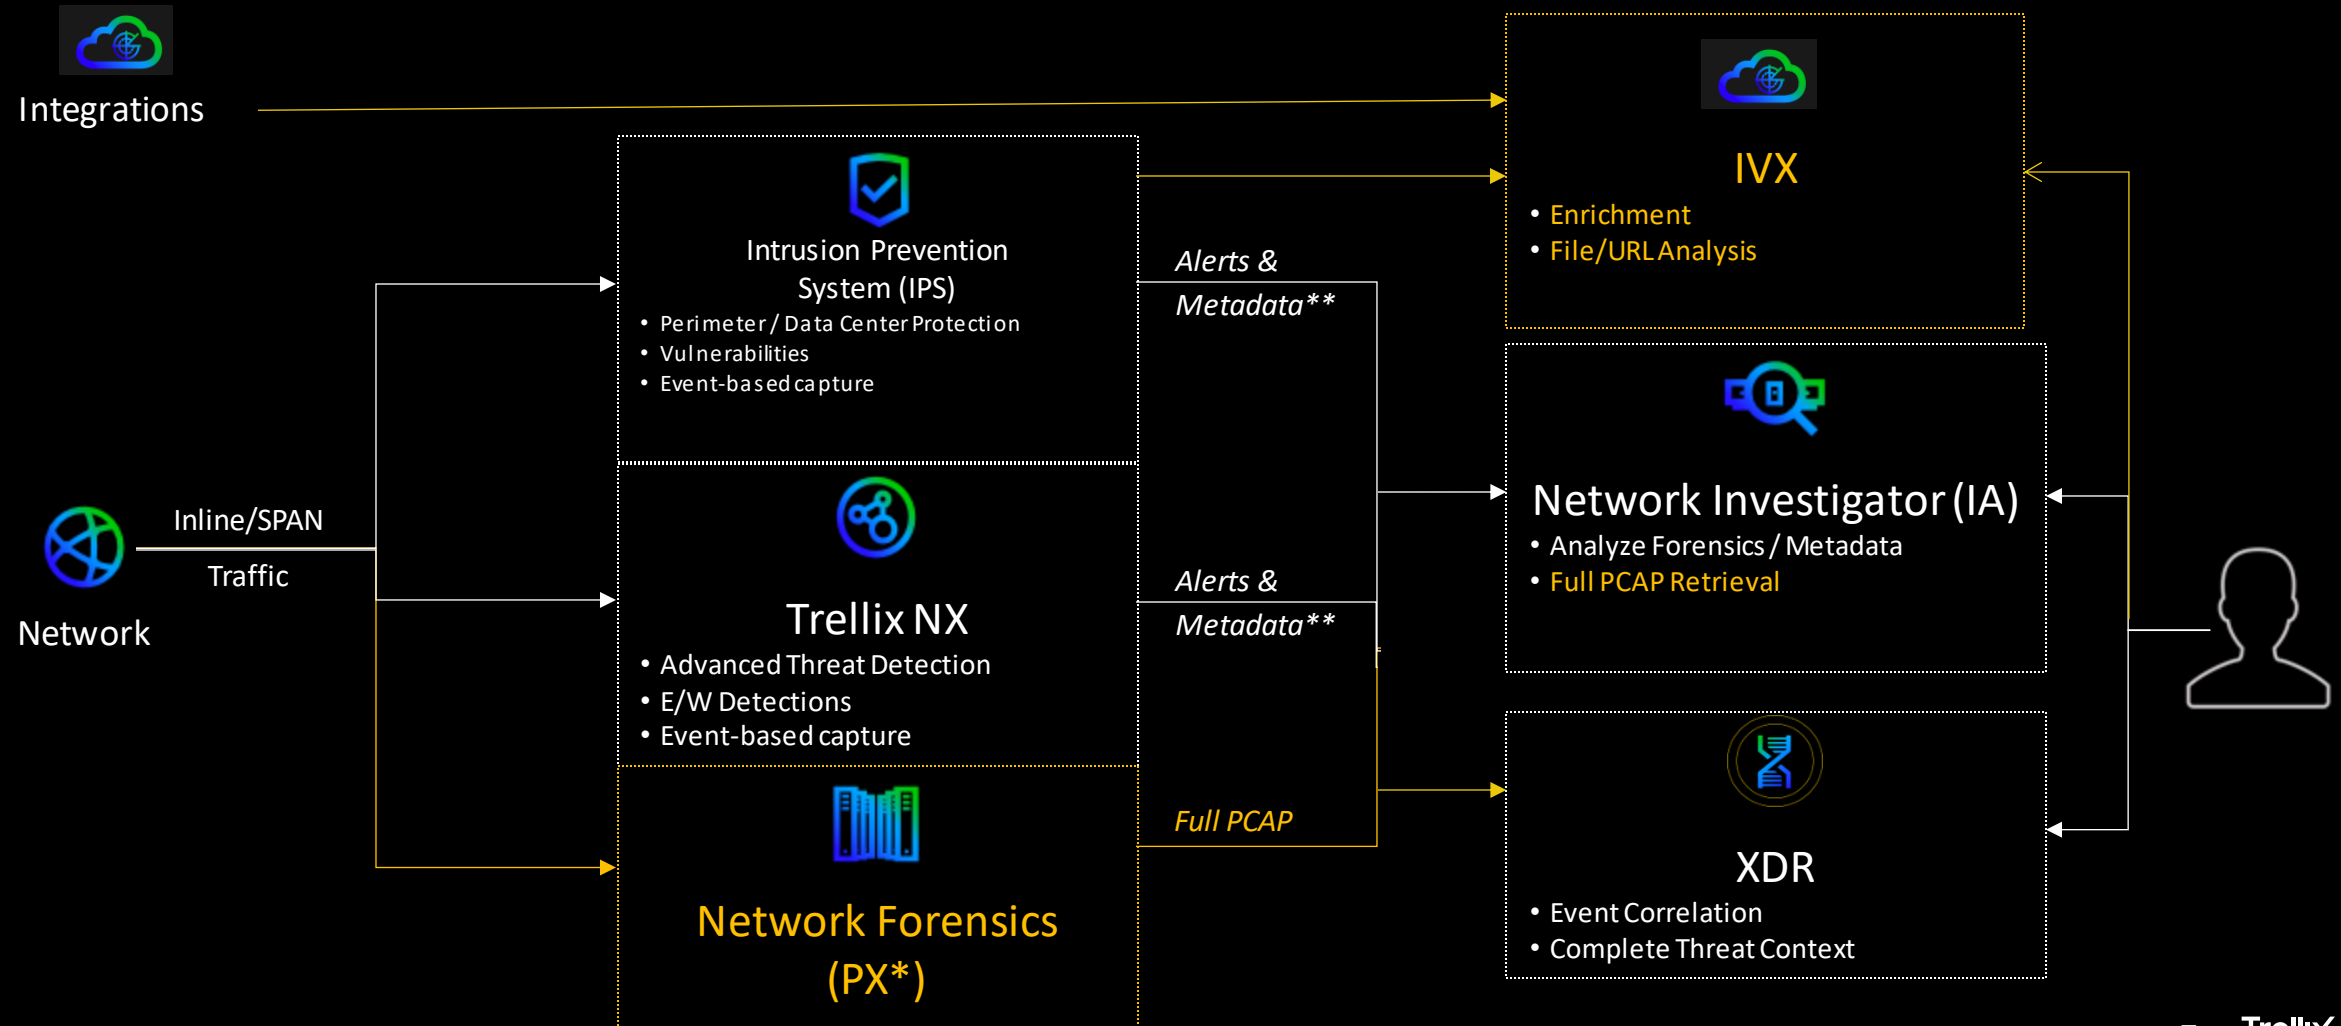 Integrations
Network
Inline/SPAN
Traffic
Intrusion Prevention
System (IPS)
• Perimeter / Data Center Protection
• Vulnerabilities
• Event-based capture
Trellix NX
• Advanced Threat Detection
• E/W Detections
• Event-based capture
Network Forensics
(PX*)
Alerts &
Metadata**
Alerts &
Metadata**
Full PCAP
IVX
• Enrichment
• File/URL Analysis
Network Investigator (IA)
• Analyze Forensics / Metadata
• Full PCAP Retrieval
XDR
• Event Correlation
• Complete Threat Context
Trellix